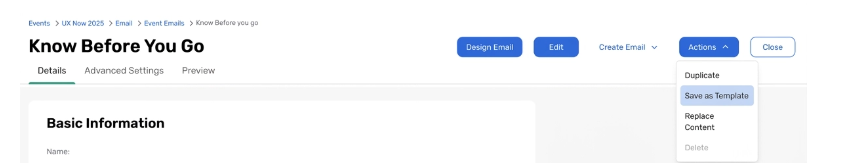 Events > UX Now 2025 > Email > Event Emails > Know Before you go
Know Before You Go
Design Email
Edit
Create Email
Actions
Close
Details
Advanced Settings
Preview
Duplicate
Save as Template
Replace
Content
Delete
Basic Information
Name: